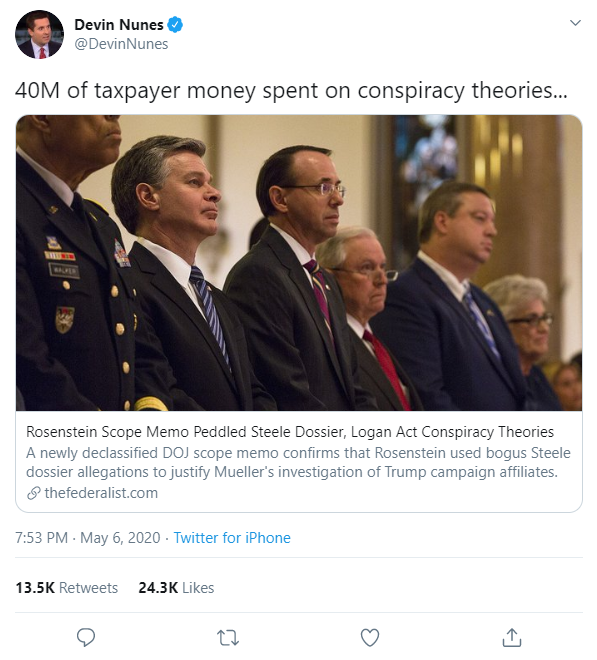 Devin Nunes
@DevinNunes
40M of taxpayer money spent on conspiracy theories...
WALKER
Rosenstein Scope Memo Peddled Steele Dossier, Logan Act Conspiracy Theories
A newly declassified DOJ scope memo confirms that Rosenstein used bogus Steele
dossier allegations to justify Mueller's investigation of Trump campaign affiliates.
thefederalist.com
7:53 PM · May 6, 2020 · Twitter for iPhone
13.5K Retweets 24.3K Likes